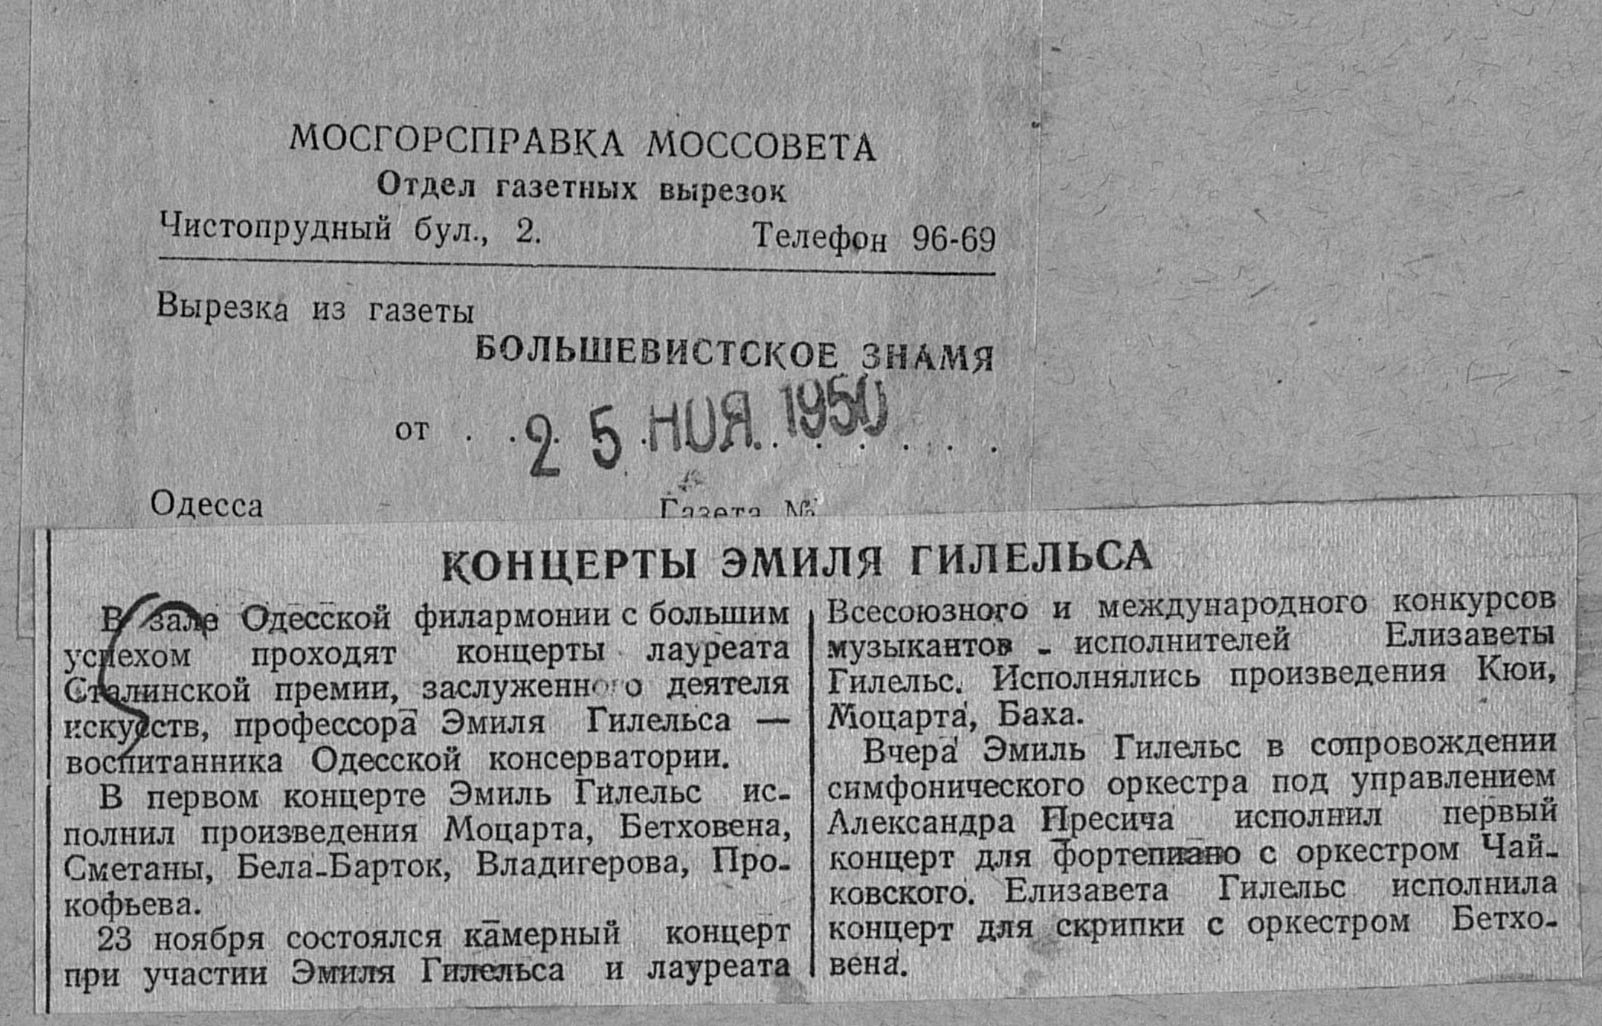 МОСГОРСПРАВКА МОССОВЕТА
Отдел газетных вырезок
Чистопрудный бул., 2. Телефон 96-69
Вырезка из газеты
БОЛЬШЕВИСТСКОЕ ЗНАМЯ
от . . 25 НОЯ. 1950 . . . .
Одесса Газета №
КОНЦЕРТЫ ЭМИЛЯ ГИЛЕЛЬСА
В зале Одесской филармонии с большим
успехом проходят концерты лауреата
Сталинской премии, заслуженного деятеля
искусств, профессора Эмиля Гилельса —
воспитанника Одесской консерватории.
В первом концерте Эмиль Гилельс ис-
полнил произведения Моцарта, Бетховена,
Сметаны, Бела-Барток, Владигерова, Про-
кофьева.
23 ноября состоялся камерный концерт
при участии Эмиля Гилельса и лауреата
Всесоюзного и международного конкурсов
музыкантов - исполнителей Елизаветы
Гилельс. Исполнялись произведения Кюи,
Моцарта, Баха.
Вчера Эмиль Гилельс в сопровождении
симфонического оркестра под управлением
Александра Пресича исполнил первый
концерт для фортепиано с оркестром Чай-
ковского. Елизавета Гилельс исполнила
концерт для скрипки с оркестром Бетхо-
вена.